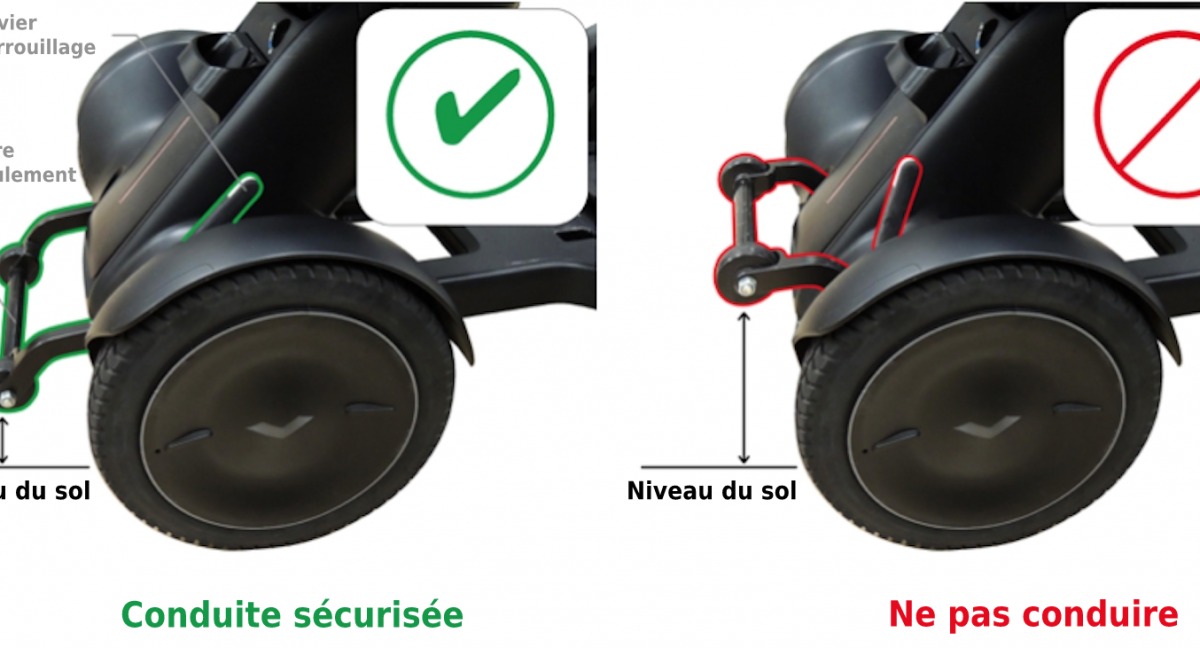 vier
rrouillage
re
ulement
u du sol
Niveau du sol
Conduite sécurisée
Ne pas conduire